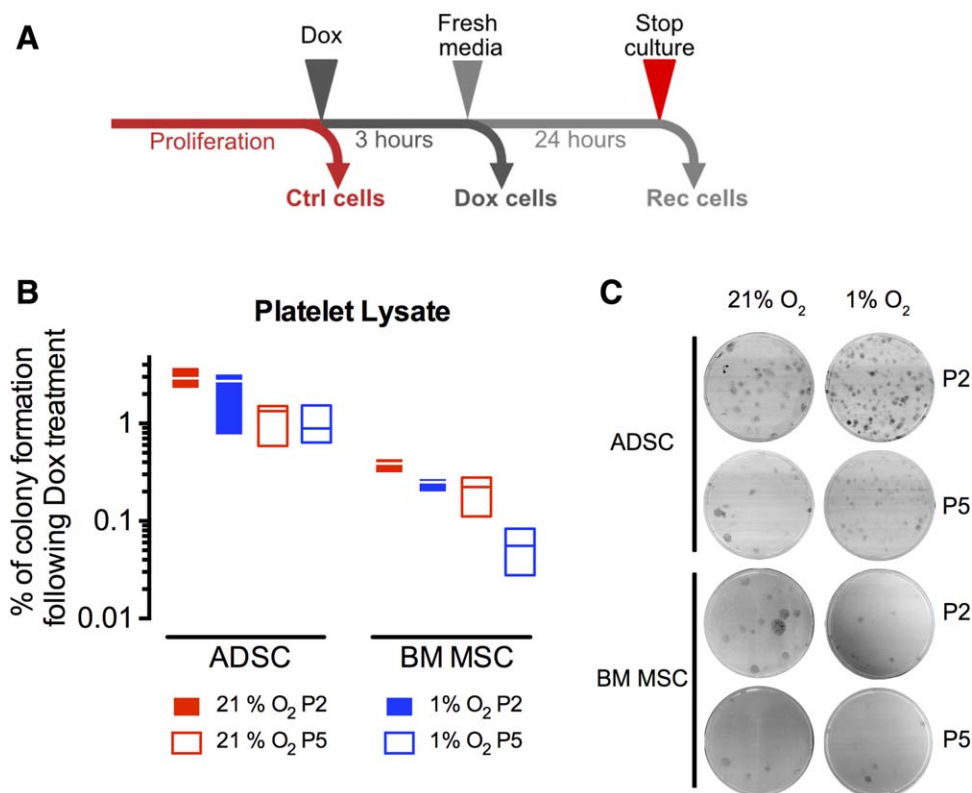 A
Dox
Fresh
media
Stop
culture
Proliferation
3 hours
24 hours
Ctrl cells
Dox cells
Rec cells
B
Platelet Lysate
% of colony formation
following Dox treatment
1
0.1
0.01
ADSC
BM MSC
21 % O₂ P2
1% O₂ P2
21 % O₂ P5
1% O₂ P5
C
21% O₂
1% O₂
ADSC
P2
P5
BM MSC
P2
P5